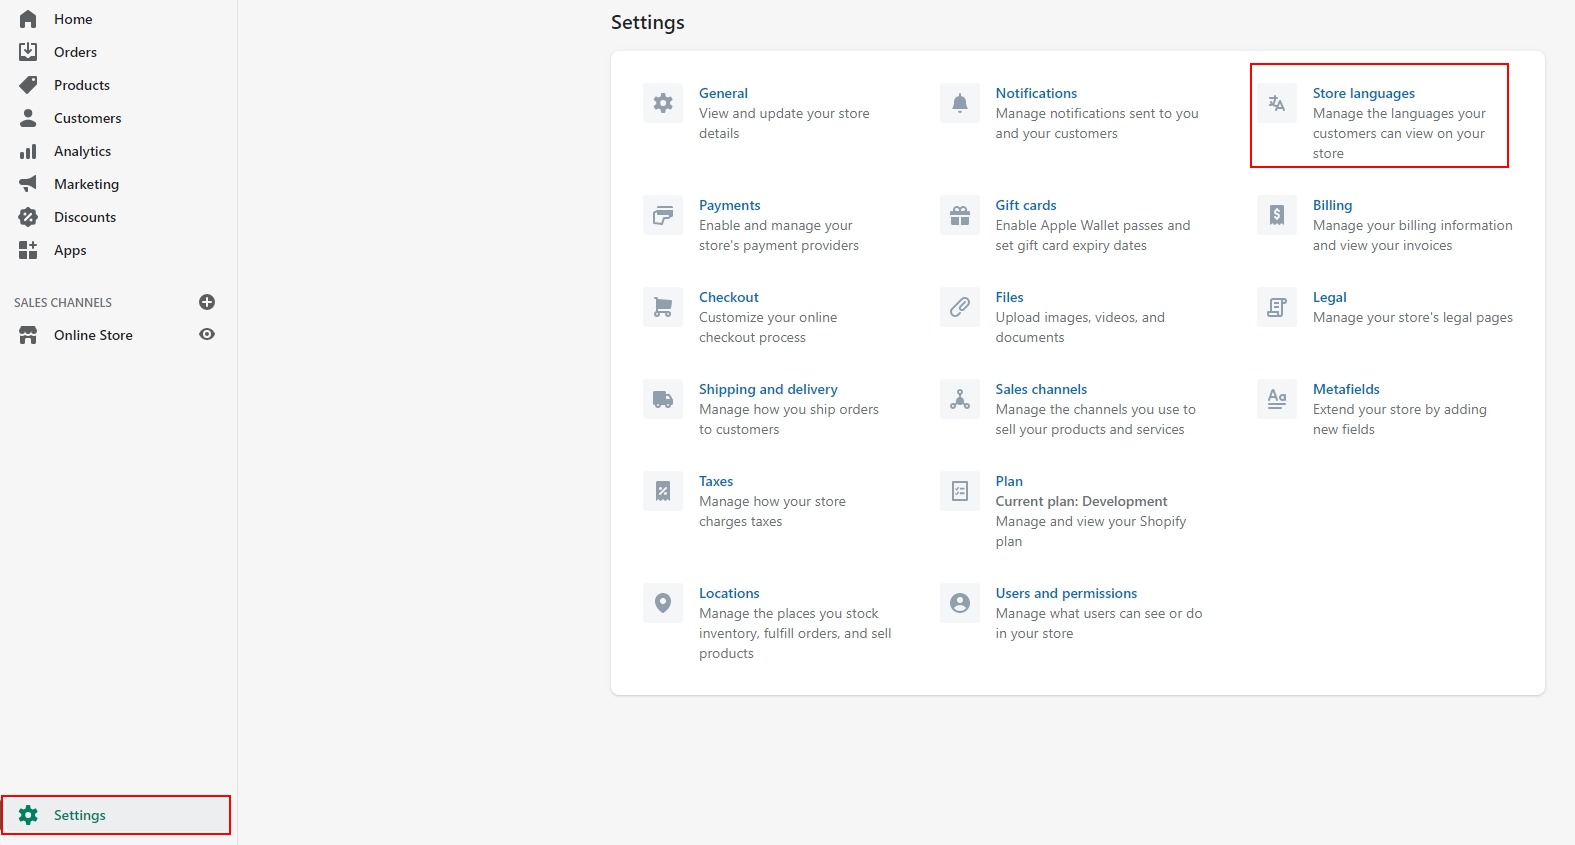 Home
Orders
Products
Customers
Analytics
Marketing
Discounts
Apps
SALES CHANNELS
Online Store
Settings
Settings
General
View and update your store
details
Notifications
Manage notifications sent to you
and your customers
Store languages
Manage the languages your
customers can view on your
store
Payments
Enable and manage your
store's payment providers
Gift cards
Enable Apple Wallet passes and
set gift card expiry dates
Billing
Manage your billing information
and view your invoices
Checkout
Customize your online
checkout process
Files
Upload images, videos, and
documents
Legal
Manage your store's legal pages
Shipping and delivery
Manage how you ship orders
to customers
Sales channels
Manage the channels you use to
sell your products and services
Metafields
Extend your store by adding
new fields
Taxes
Manage how your store
charges taxes
Plan
Current plan: Development
Manage and view your Shopify
plan
Locations
Manage the places you stock
inventory, fulfill orders, and sell
products
Users and permissions
Manage what users can see or do
in your store